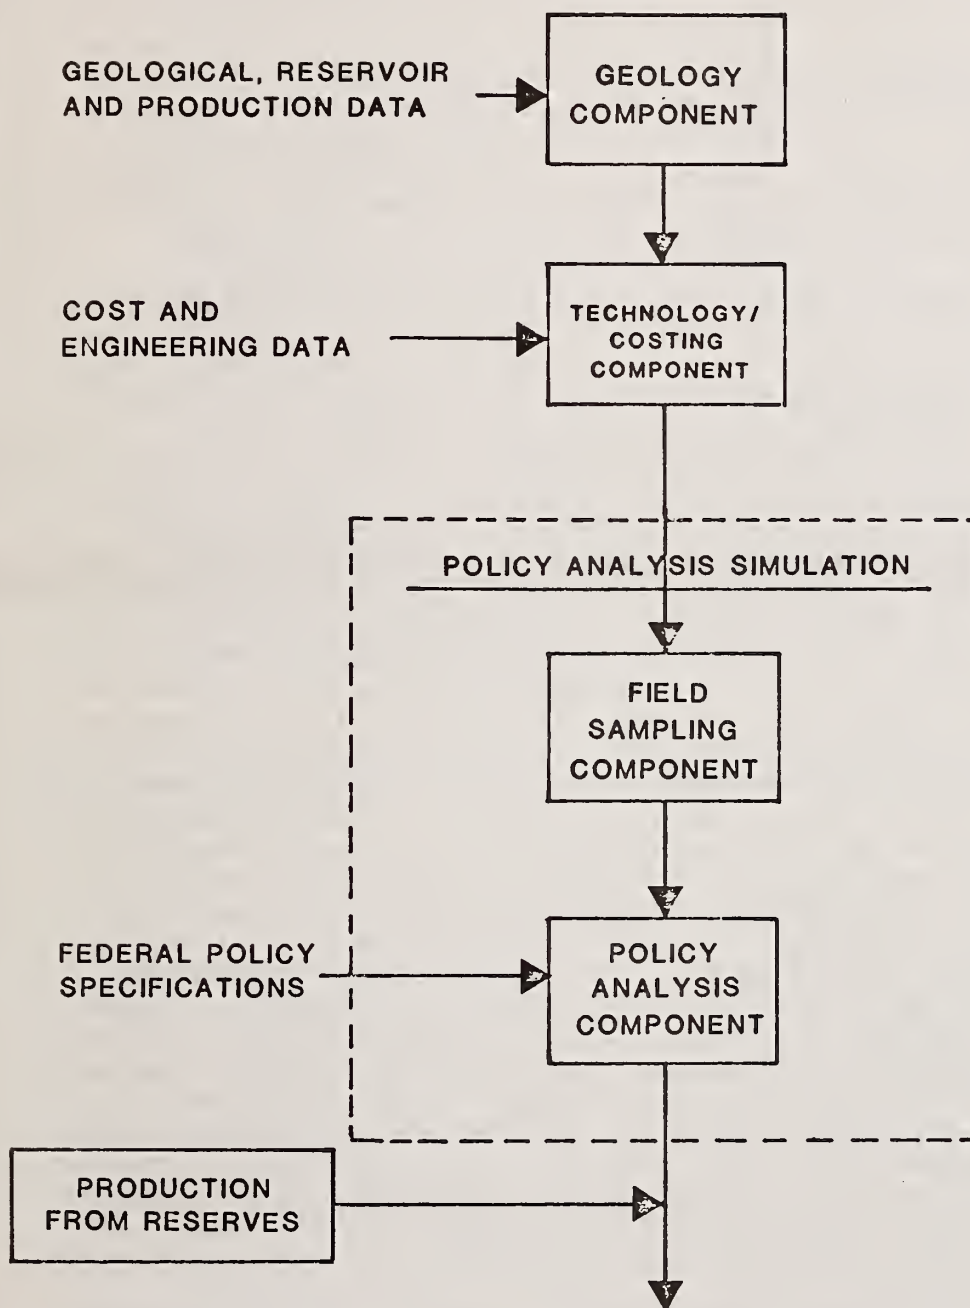 GEOLOGICAL, RESERVOIR
AND PRODUCTION DATA
GEOLOGY
COMPONENT
COST AND
ENGINEERING DATA
TECHNOLOGY/
COSTING
COMPONENT
POLICY ANALYSIS SIMULATION
FIELD
SAMPLING
COMPONENT
FEDERAL POLICY
SPECIFICATIONS
POLICY
ANALYSIS
COMPONENT
PRODUCTION
FROM RESERVES